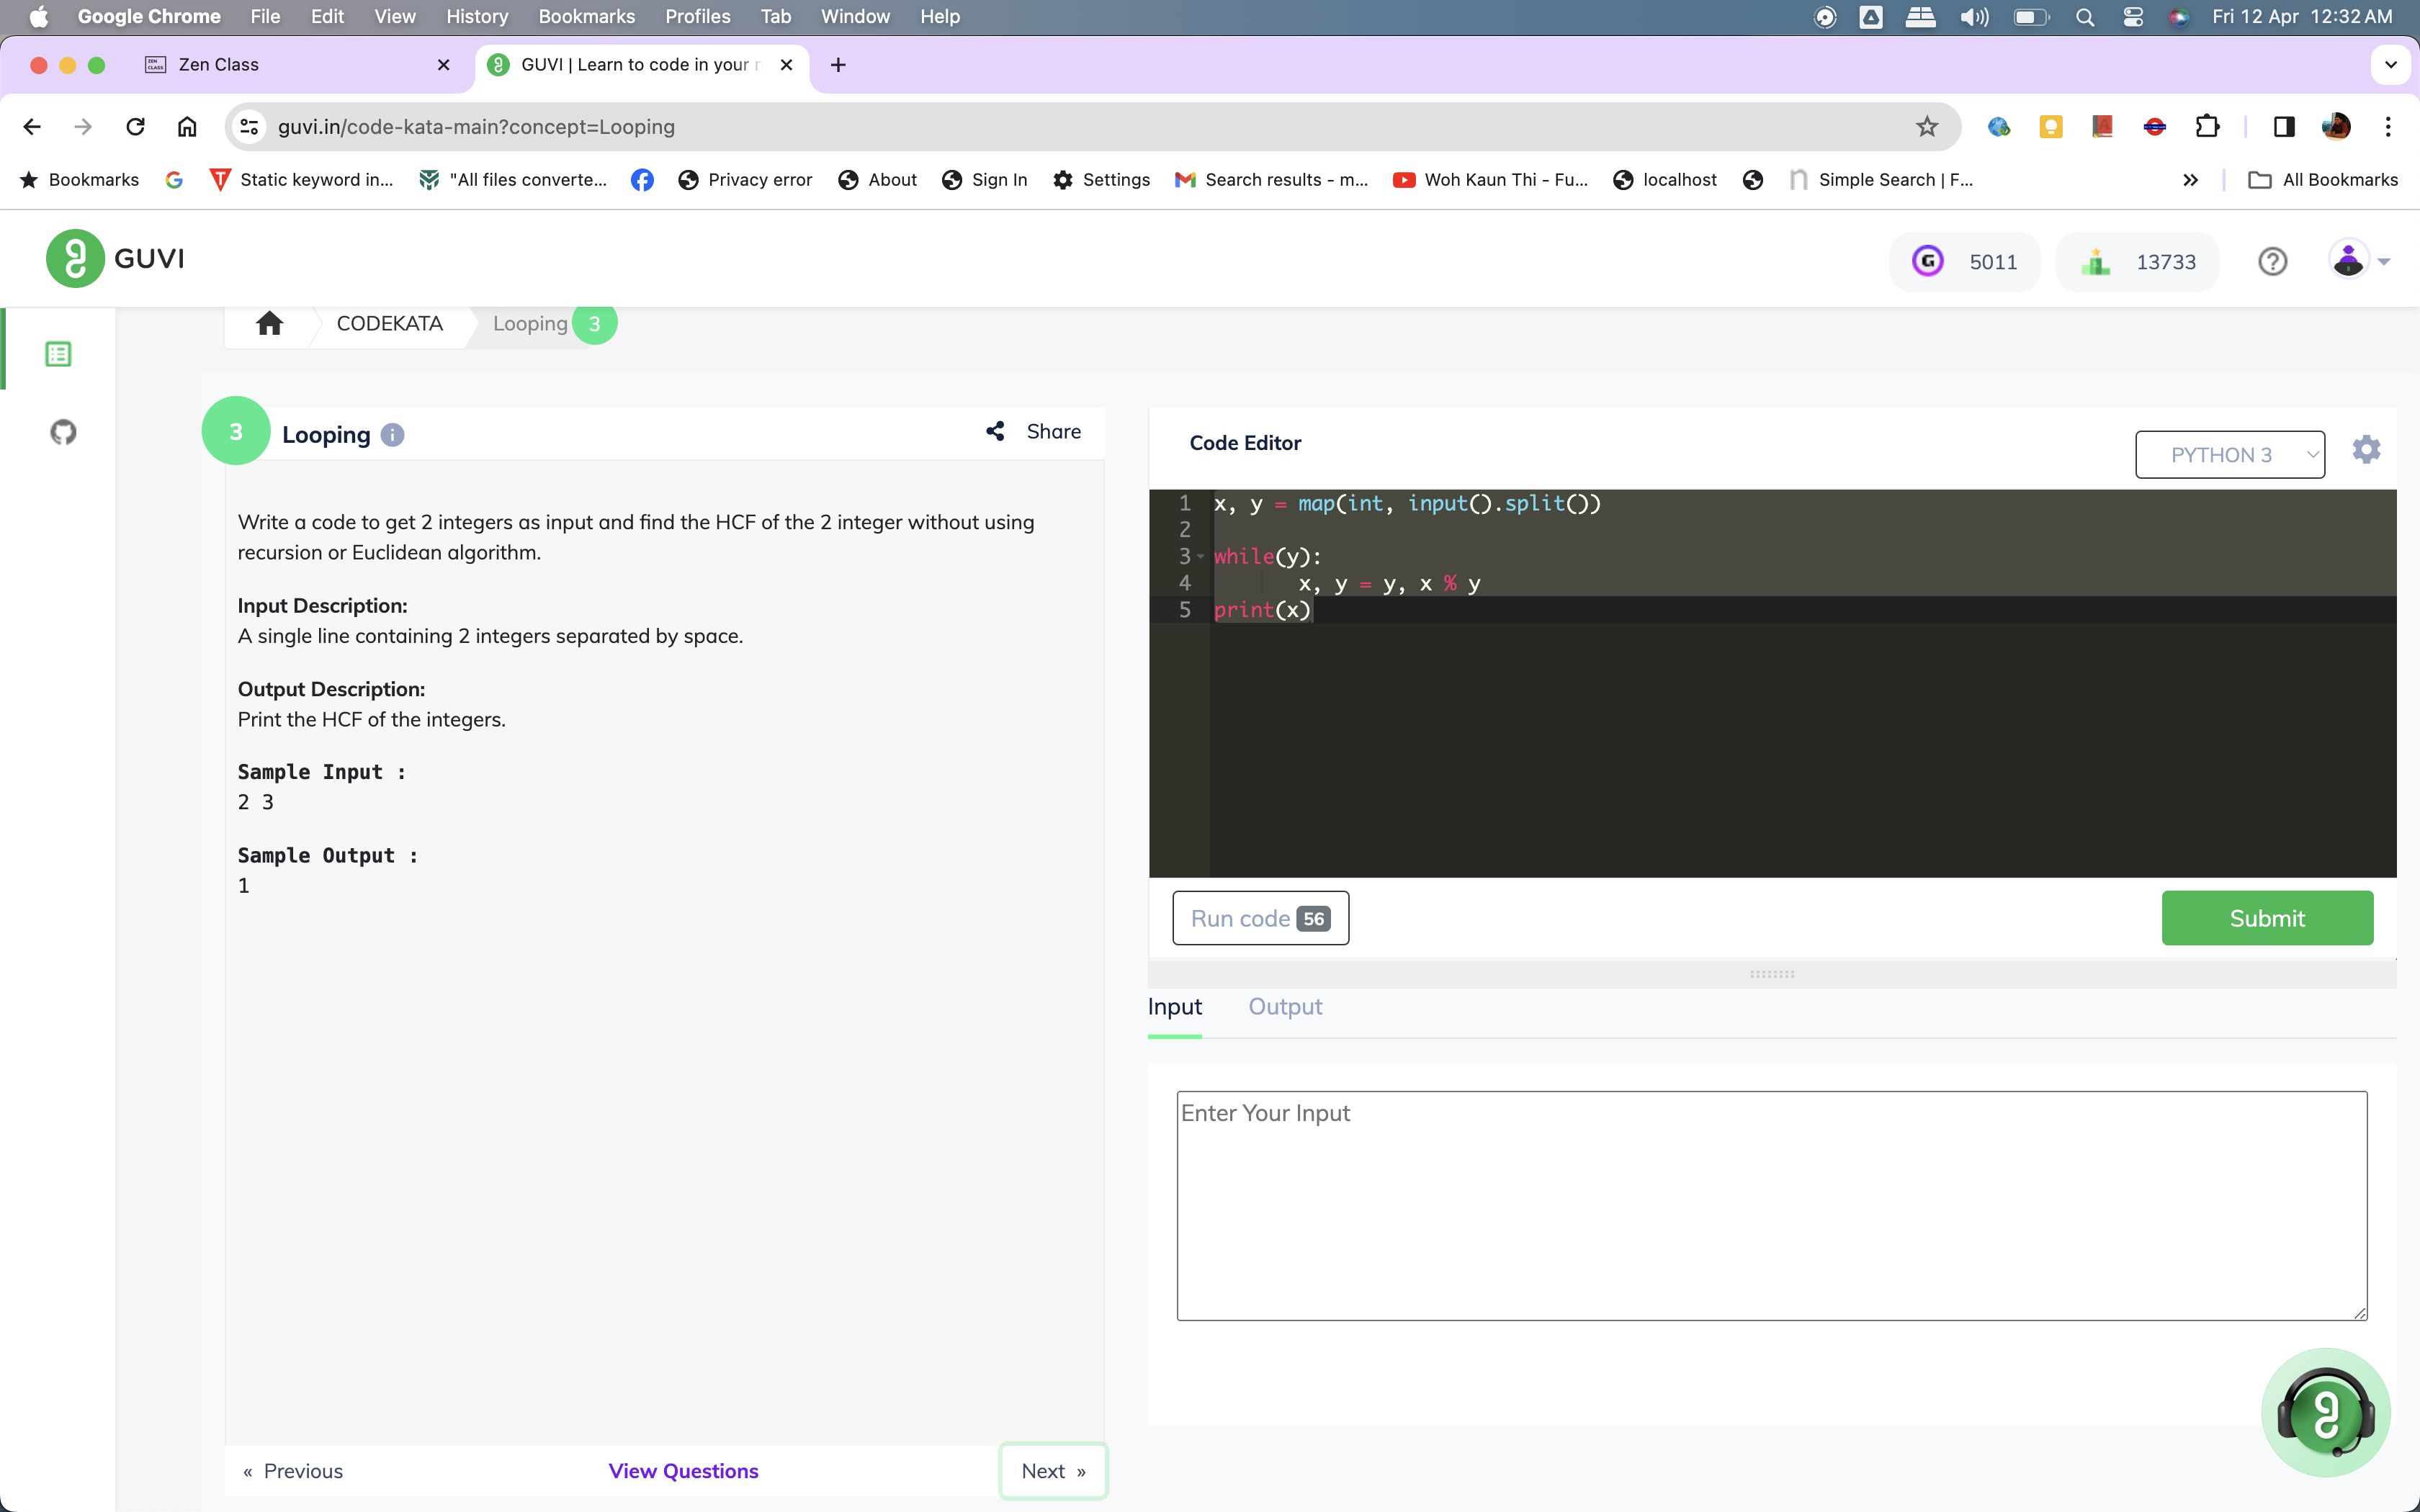 Google Chrome File Edit View History Bookmarks Profiles Tab Window Help Fri 12 Apr 12:32 AM
ZEN CLASS Zen Class GUVI | Learn to code in your
guvi.in/code-kata-main?concept=Looping
Bookmarks Static keyword in... "All files converte... Privacy error About Sign In Settings Search results - m... Woh Kaun Thi - Fu... localhost Simple Search | F... All Bookmarks
GUVI G 5011 13733
CODEKATA Looping 3
3 Looping Share
Write a code to get 2 integers as input and find the HCF of the 2 integer without using
recursion or Euclidean algorithm.
Input Description:
A single line containing 2 integers separated by space.
Output Description:
Print the HCF of the integers.
Sample Input :
2 3
Sample Output :
1
« Previous View Questions Next »
Code Editor PYTHON 3
1 x, y = map(int, input().split())
2
3 while(y):
4 x, y = y, x % y
5 print(x)
Run code 56 Submit
Input Output
Enter Your Input